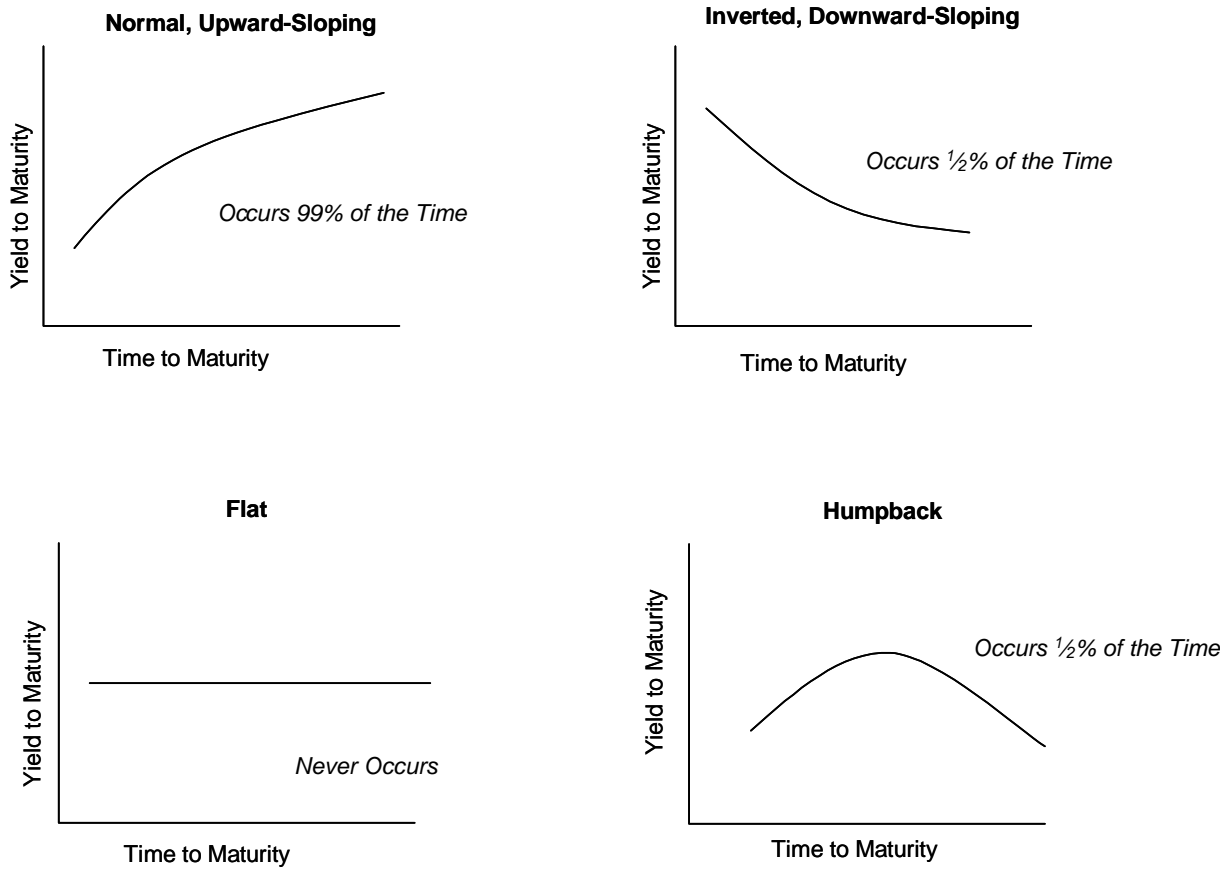 Normal, Upward-Sloping
Yield to Maturity
Occurs 99% of the Time
Time to Maturity
Inverted, Downward-Sloping
Yield to Maturity
Occurs ½% of the Time
Time to Maturity
Flat
Yield to Maturity
Never Occurs
Time to Maturity
Humpback
Yield to Maturity
Occurs ½% of the Time
Time to Maturity